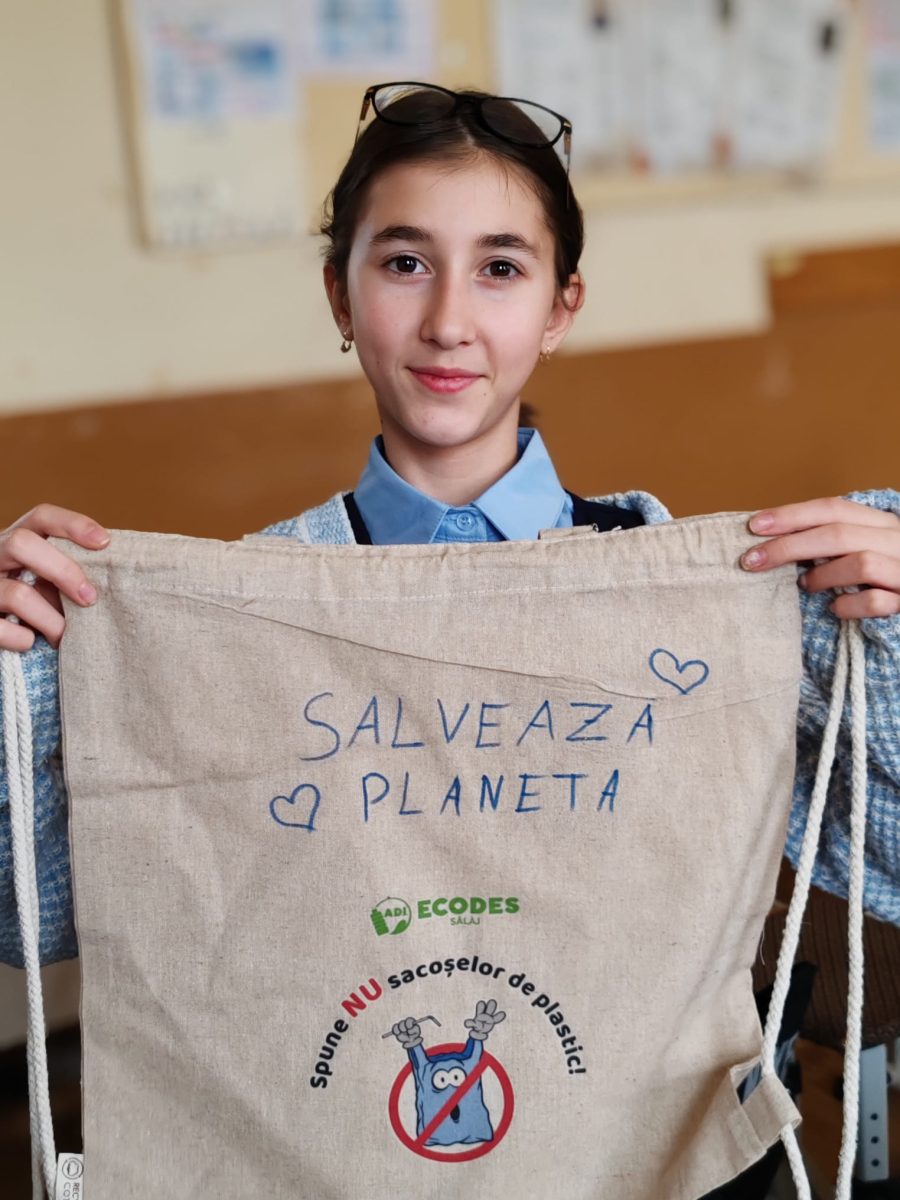 SALVEAZA
PLANETA
ADI ECODES
SĂLAJ
Spune NU sacoșelor de plastic!